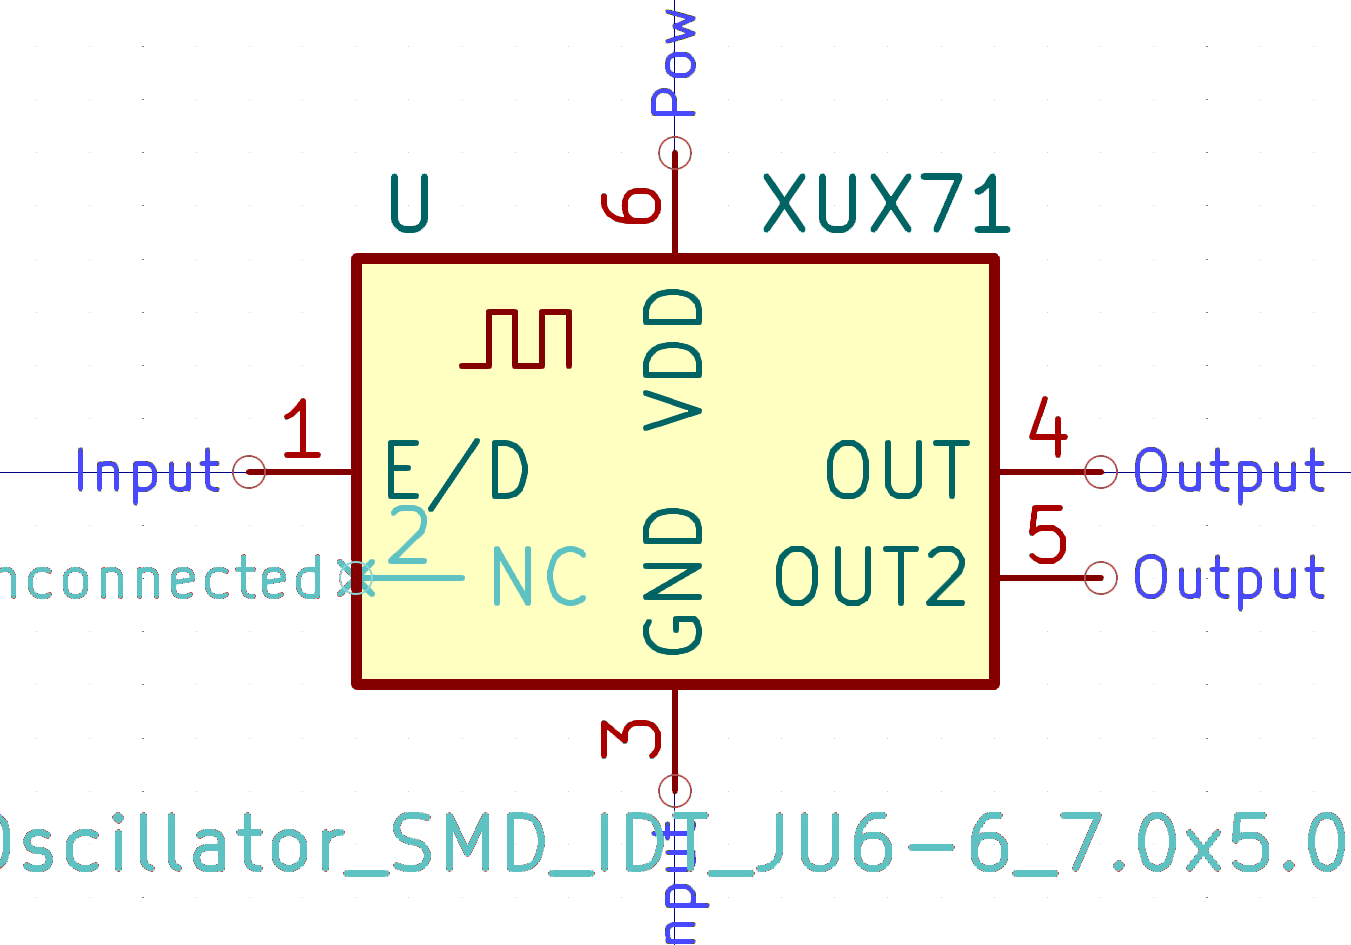 Pow
U
6
XUX71
VDD
1
4
Input
E/D
OUT
Output
2
5
nconnected
NC
GND
OUT2
Output
3
Oscillator_SMD_IDT_JU6-6_7.0x5.0
Input